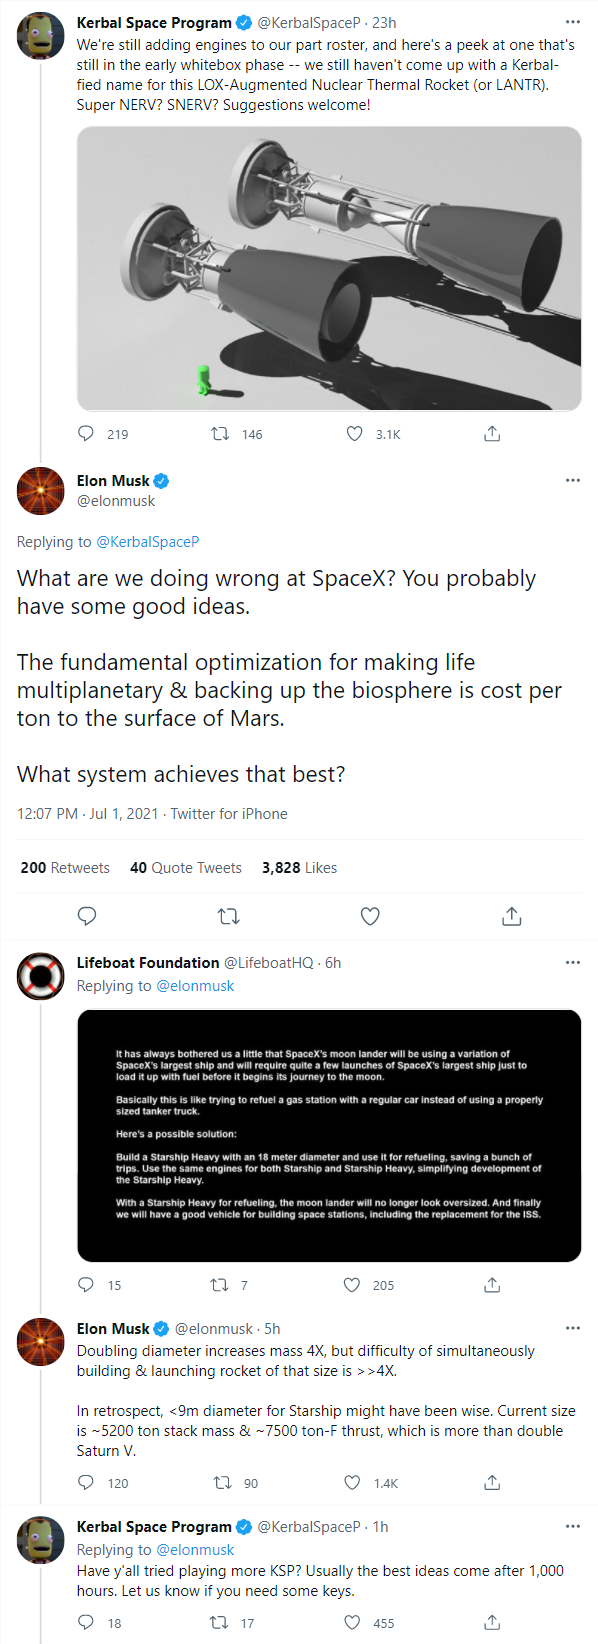 Kerbal Space Program @KerbalSpaceP · 23h
We're still adding engines to our part roster, and here's a peek at one that's
still in the early whitebox phase -- we still haven't come up with a Kerbal-
fied name for this LOX-Augmented Nuclear Thermal Rocket (or LANTR).
Super NERV? SNERV? Suggestions welcome!
219 146 3.1K
Elon Musk
@elonmusk
Replying to @KerbalSpaceP
What are we doing wrong at SpaceX? You probably
have some good ideas.
The fundamental optimization for making life
multiplanetary & backing up the biosphere is cost per
ton to the surface of Mars.
What system achieves that best?
12:07 PM · Jul 1, 2021 · Twitter for iPhone
200 Retweets 40 Quote Tweets 3,828 Likes
Lifeboat Foundation @LifeboatHQ · 6h
Replying to @elonmusk
It has always bothered us a little that SpaceX's moon lander will be using a variation of
SpaceX's largest ship and will require quite a few launches of SpaceX's largest ship just to
load it up with fuel before it begins its journey to the moon.
Basically this is like trying to refuel a gas station with a regular car instead of using a properly
sized tanker truck.
Here's a possible solution:
Build a Starship Heavy with an 18 meter diameter and use it for refueling, saving a bunch of
trips. Use the same engines for both Starship and Starship Heavy, simplifying development of
the Starship Heavy.
With a Starship Heavy for refueling, the moon lander will no longer look oversized. And finally
we will have a good vehicle for building space stations, including the replacement for the ISS.
15 7 205
Elon Musk @elonmusk · 5h
Doubling diameter increases mass 4X, but difficulty of simultaneously
building & launching rocket of that size is >>4X.
In retrospect, <9m diameter for Starship might have been wise. Current size
is ~5200 ton stack mass & ~7500 ton-F thrust, which is more than double
Saturn V.
120 90 1.4K
Kerbal Space Program @KerbalSpaceP · 1h
Replying to @elonmusk
Have y'all tried playing more KSP? Usually the best ideas come after 1,000
hours. Let us know if you need some keys.
18 17 455